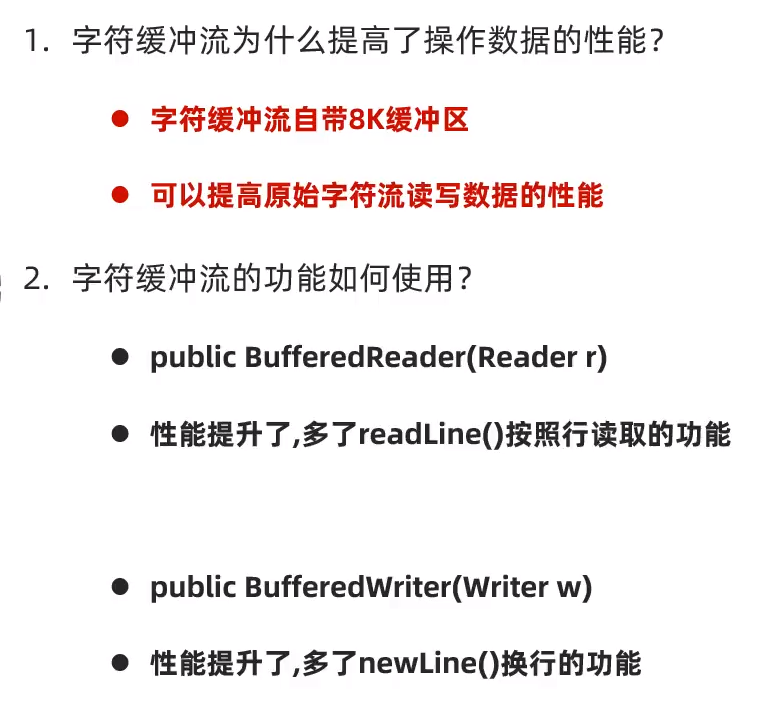 1. 字符缓冲流为什么提高了操作数据的性能?
● 字符缓冲流自带8K缓冲区
● 可以提高原始字符流读写数据的性能
2. 字符缓冲流的功能如何使用?
● public BufferedReader(Reader r)
● 性能提升了,多了readLine()按照行读取的功能
● public BufferedWriter(Writer w)
● 性能提升了,多了newLine()换行的功能